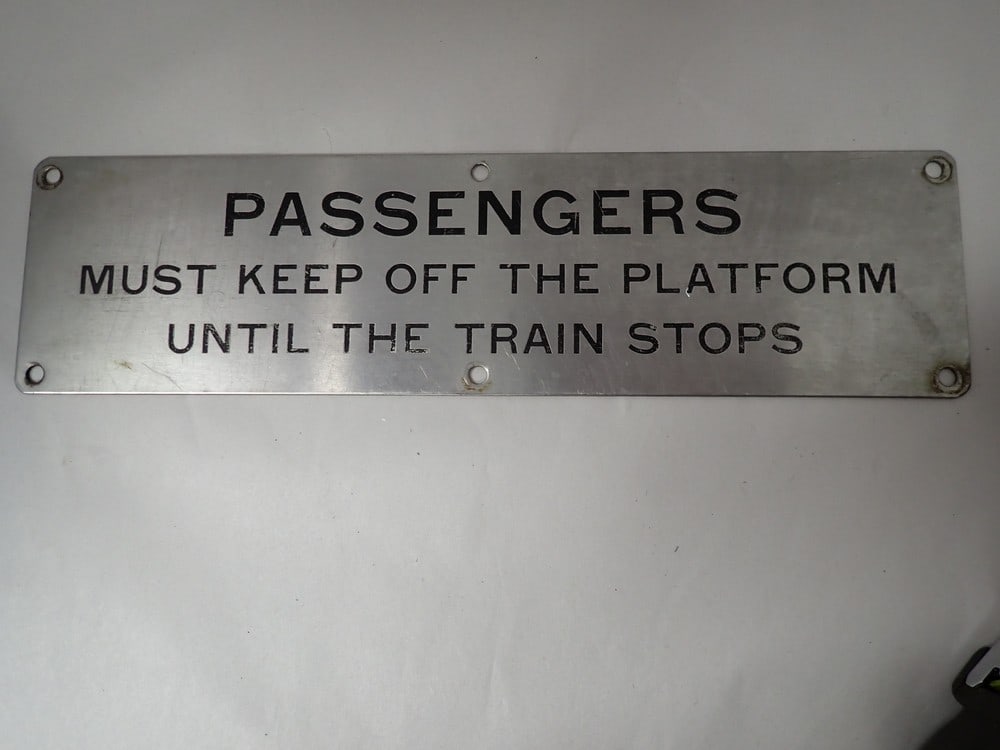 PASSENGERS
MUST KEEP OFF THE PLATFORM
UNTIL THE TRAIN STOPS